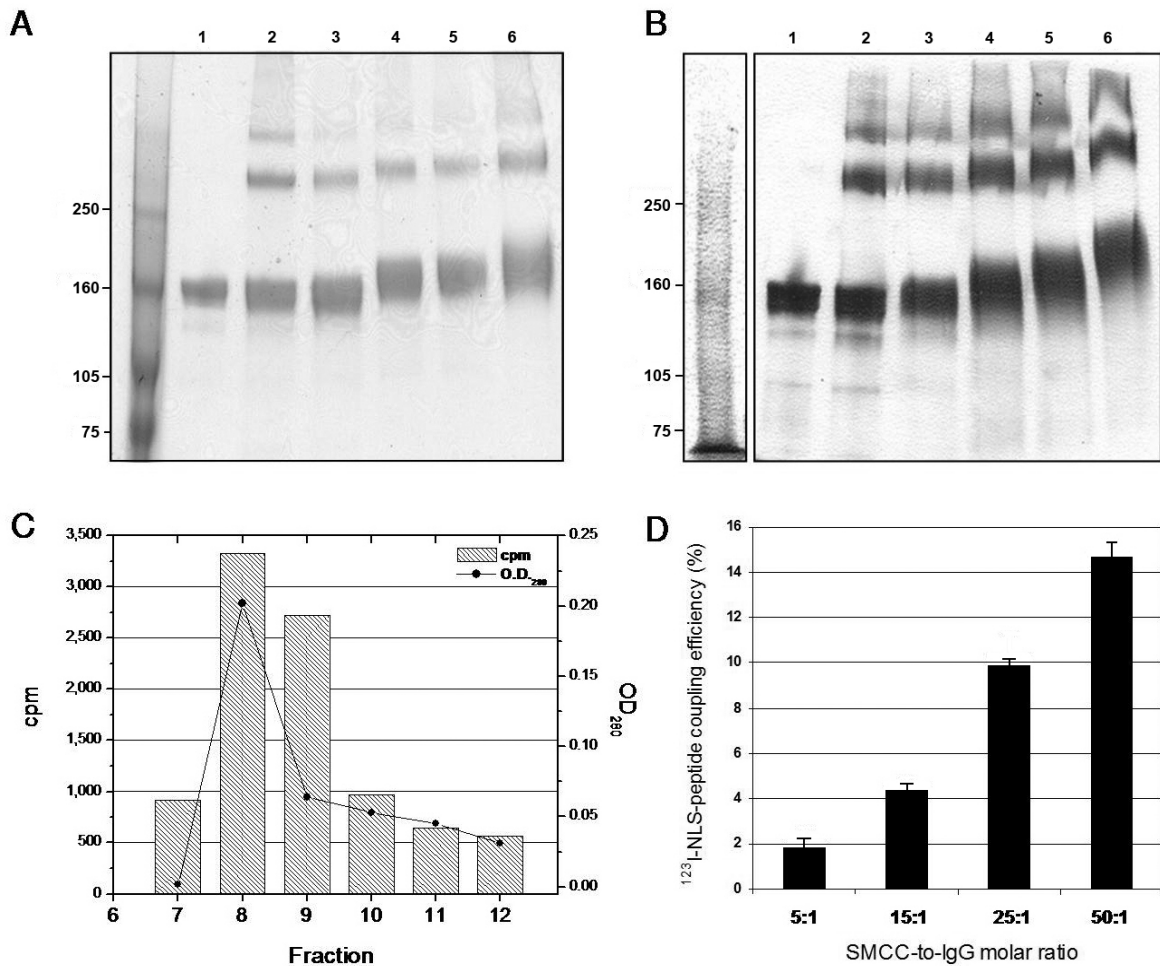 A
1 2 3 4 5 6
250
160
105
75
B
1 2 3 4 5 6
250
160
105
75
C
3,500
3,000
2,500
2,000
1,500
1,000
500
0
cpm
0.25
0.20
0.15
0.10
0.05
0.00
OD280
cpm
O.D.280
6 7 8 9 10 11 12
Fraction
D
16
14
12
10
8
6
4
2
0
123I-NLS-peptide coupling efficiency (%)
5:1 15:1 25:1 50:1
SMCC-to-IgG molar ratio